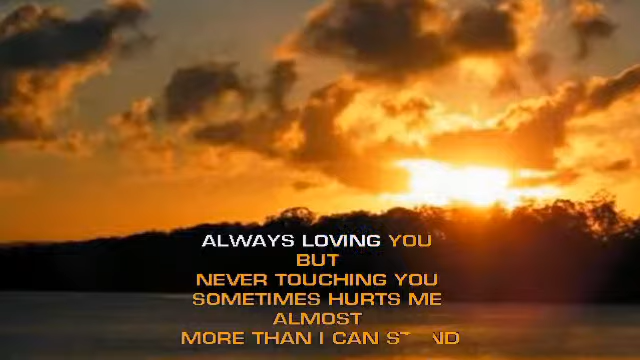 ALWAYS LOVING YOU
BUT
NEVER TOUCHING YOU
SOMETIMES HURTS ME
ALMOST
MORE THAN I CAN